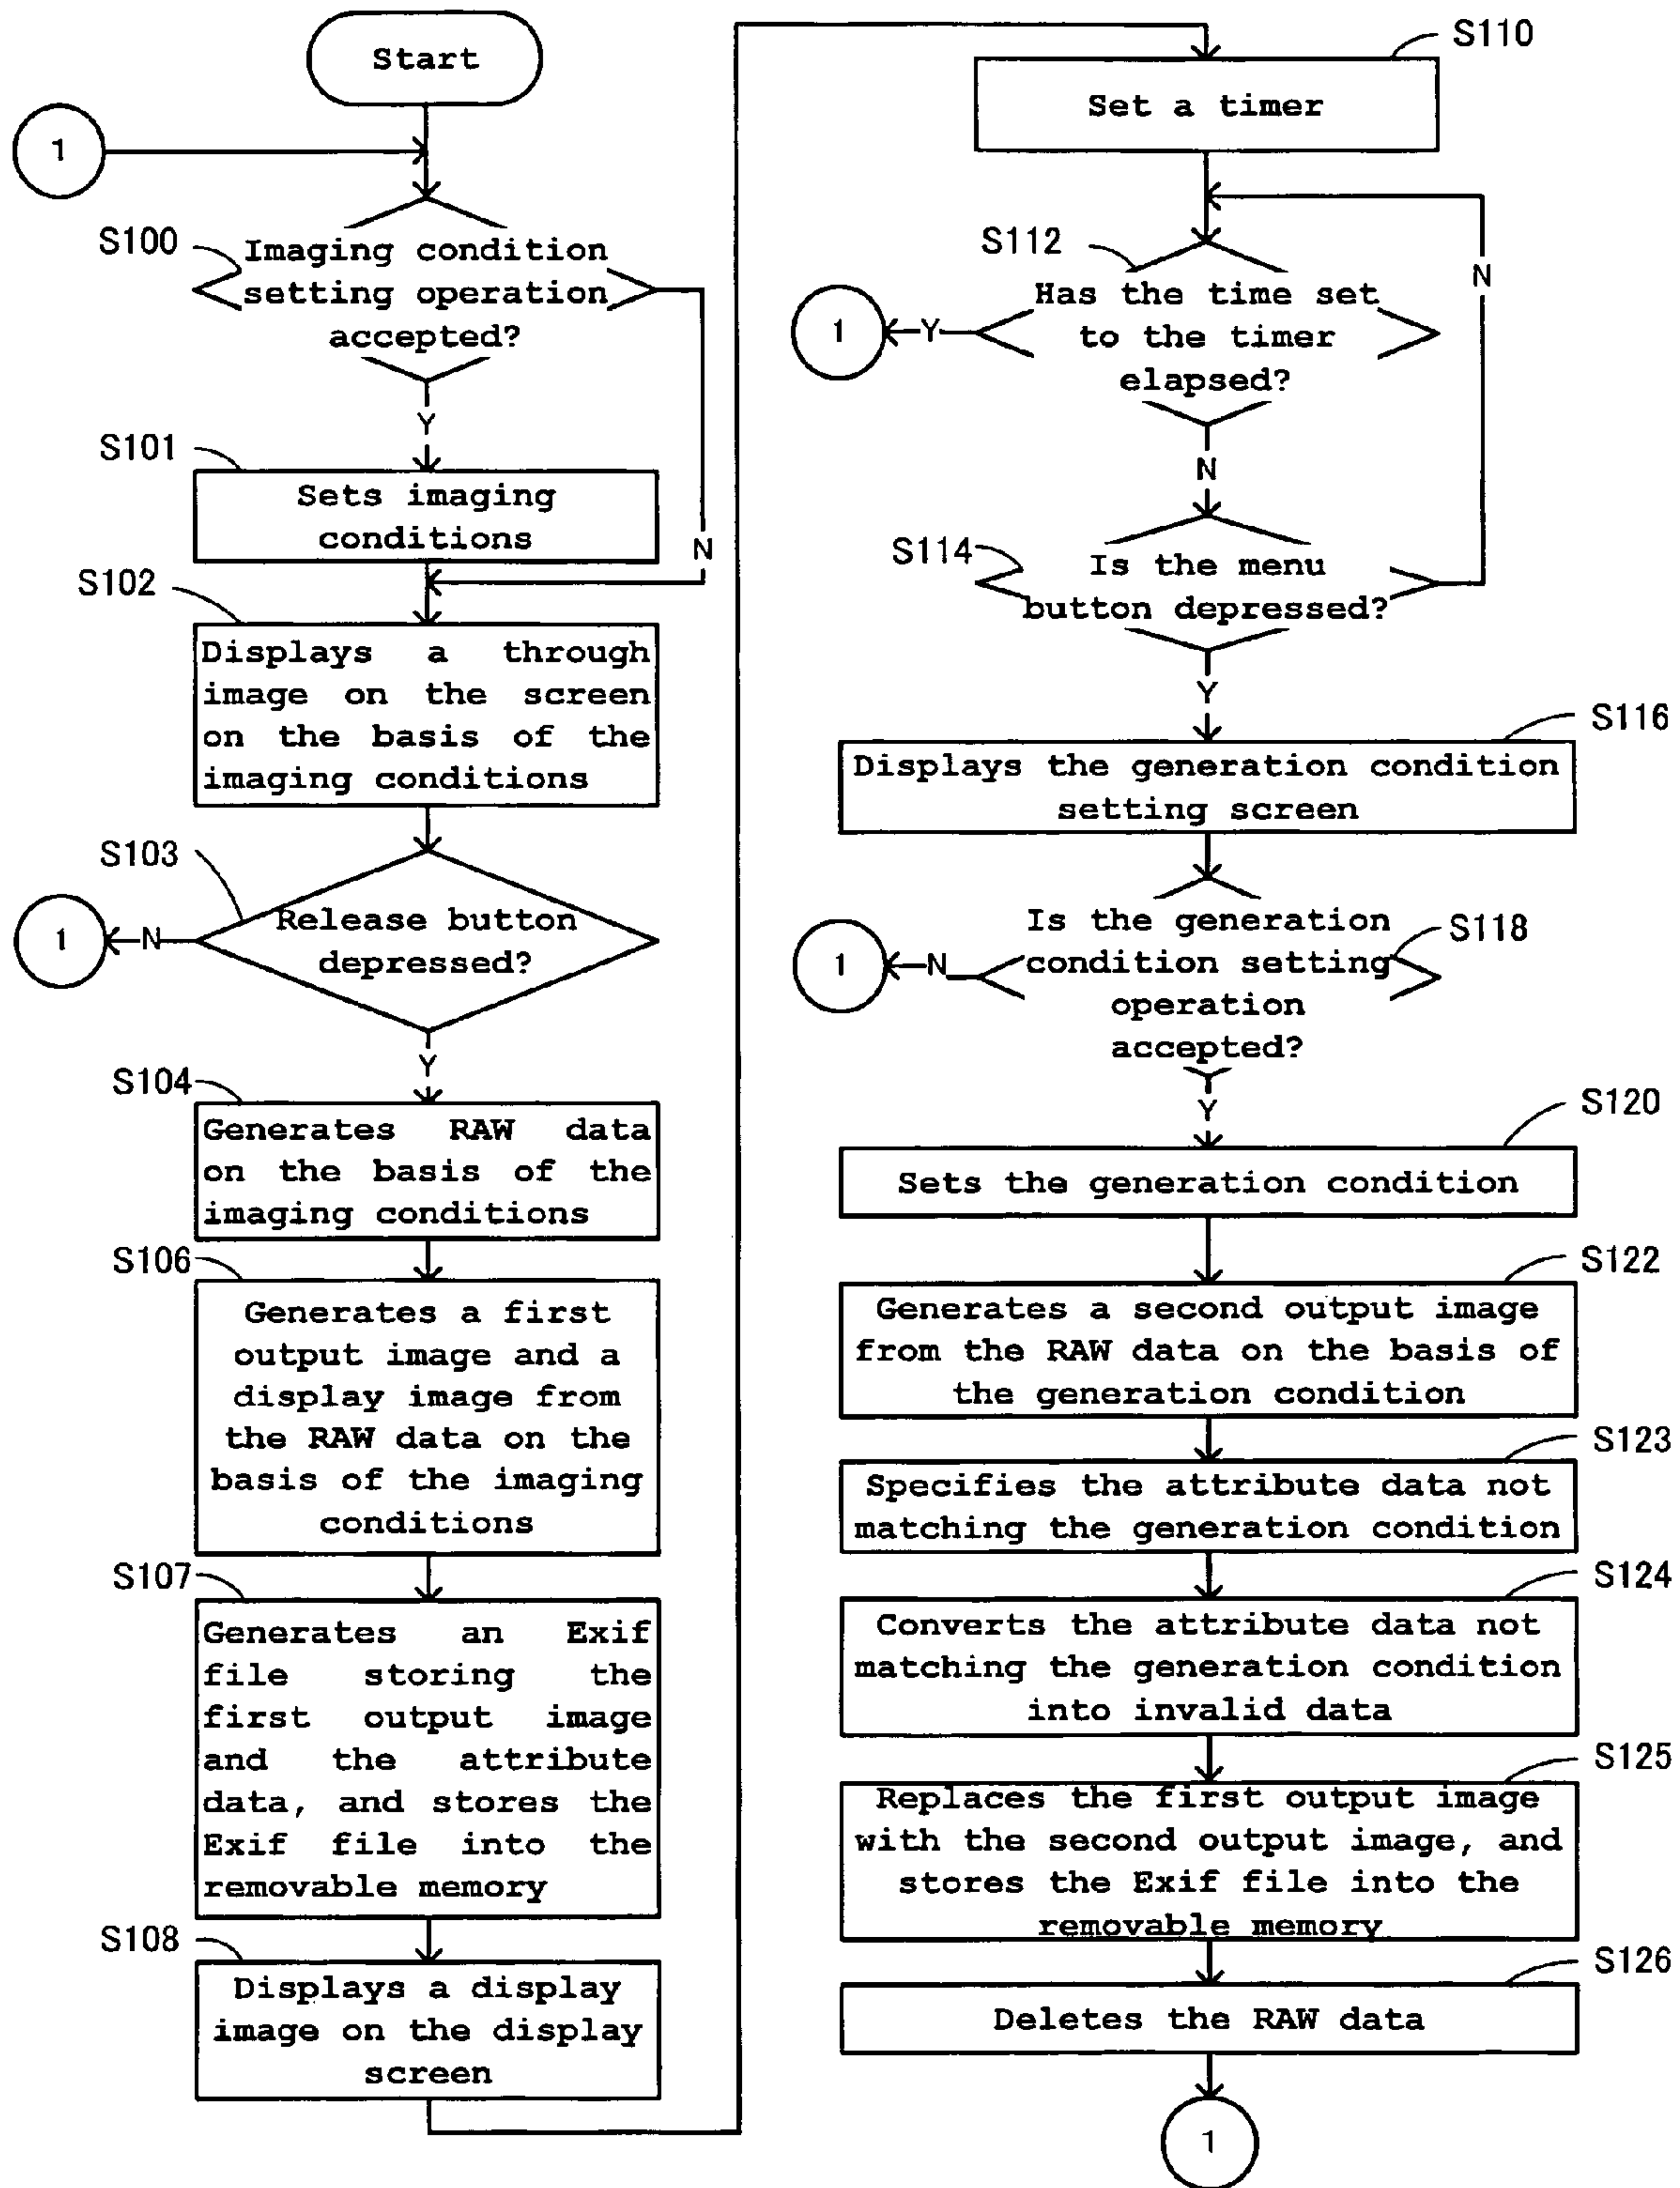 Start
1
S100
Imaging condition
setting operation
accepted?
Y
N
S101
Sets imaging
conditions
S102
Displays a through
image on the screen
on the basis of the
imaging conditions
S103
Release button
depressed?
1
N
Y
S104
Generates RAW data
on the basis of the
imaging conditions
S106
Generates a first
output image and a
display image from
the RAW data on the
basis of the imaging
conditions
S107
Generates an Exif
file storing the
first output image
and the attribute
data, and stores the
Exif file into the
removable memory
S108
Displays a display
image on the display
screen
S110
Set a timer
S112
Has the time set
to the timer
elapsed?
1
Y
N
N
S114
Is the menu
button depressed?
Y
S116
Displays the generation condition
setting screen
S118
Is the generation
condition setting
operation
accepted?
1
N
Y
S120
Sets the generation condition
S122
Generates a second output image
from the RAW data on the basis of
the generation condition
S123
Specifies the attribute data not
matching the generation condition
S124
Converts the attribute data not
matching the generation condition
into invalid data
S125
Replaces the first output image
with the second output image, and
stores the Exif file into the
removable memory
S126
Deletes the RAW data
1